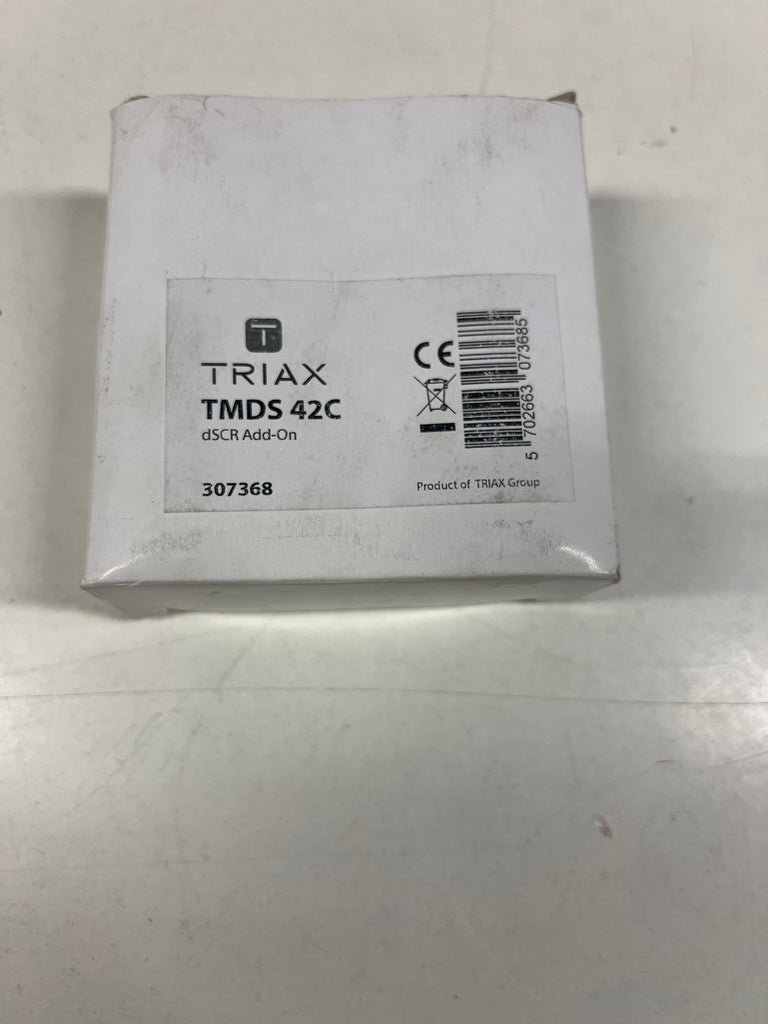 T
TRIAX
TMDS 42C
dSCR Add-On
307368
CE
5 702663 073685
Product of TRIAX Group